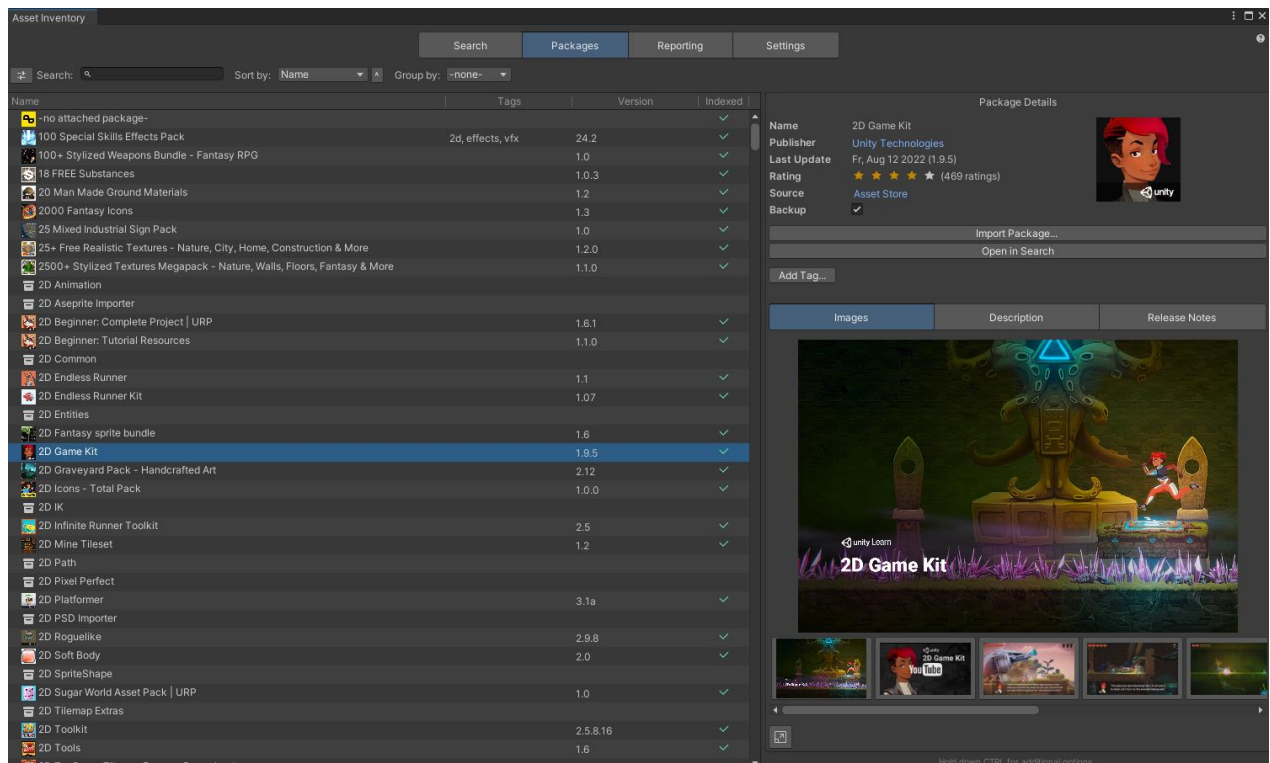 Asset Inventory
Search Packages Reporting Settings
Search: Sort by: Name Group by: -none-
Name Tags Version Indexed
-no attached package-
100 Special Skills Effects Pack 2d, effects, vfx 24.2
100+ Stylized Weapons Bundle - Fantasy RPG 1.0
18 FREE Substances 1.0.3
20 Man Made Ground Materials 1.2
2000 Fantasy Icons 1.3
25 Mixed Industrial Sign Pack 1.0
25+ Free Realistic Textures - Nature, City, Home, Construction & More 1.2.0
2500+ Stylized Textures Megapack - Nature, Walls, Floors, Fantasy & More 1.1.0
2D Animation
2D Aseprite Importer
2D Beginner: Complete Project | URP 1.6.1
2D Beginner: Tutorial Resources 1.1.0
2D Common
2D Endless Runner 1.1
2D Endless Runner Kit 1.07
2D Entities
2D Fantasy sprite bundle 1.6
2D Game Kit 1.9.5
2D Graveyard Pack - Handcrafted Art 2.12
2D Icons - Total Pack 1.0.0
2D IK
2D Infinite Runner Toolkit 2.5
2D Mine Tileset 1.2
2D Path
2D Pixel Perfect
2D Platformer 3.1a
2D PSD Importer
2D Roguelike 2.9.8
2D Soft Body 2.0
2D SpriteShape
2D Sugar World Asset Pack | URP 1.0
2D Tilemap Extras
2D Toolkit 2.5.8.16
2D Tools 1.6
Package Details
Name 2D Game Kit
Publisher Unity Technologies
Last Update Fr, Aug 12 2022 (1.9.5)
Rating (469 ratings)
Source Asset Store
Backup
unity
Import Package...
Open in Search
Add Tag...
Images Description Release Notes
unity Learn
2D Game Kit
unity
2D Game Kit
YouTube
Hold down CTRL for additional options